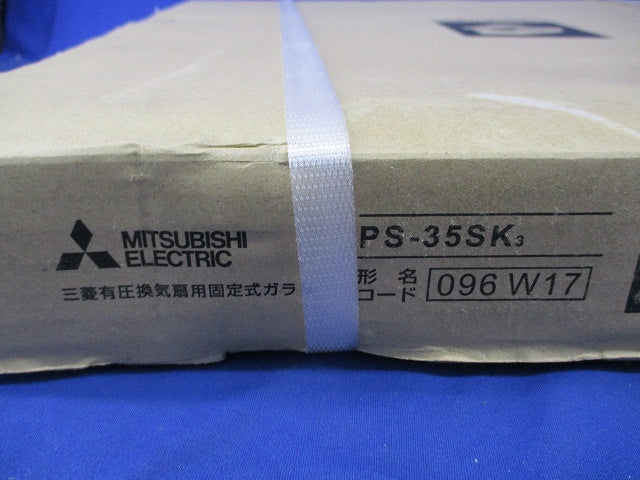 MITSUBISHI
ELECTRIC
三菱有圧換気扇用固定式ガラ
PS-35SK3
形 名
コード 096 W17